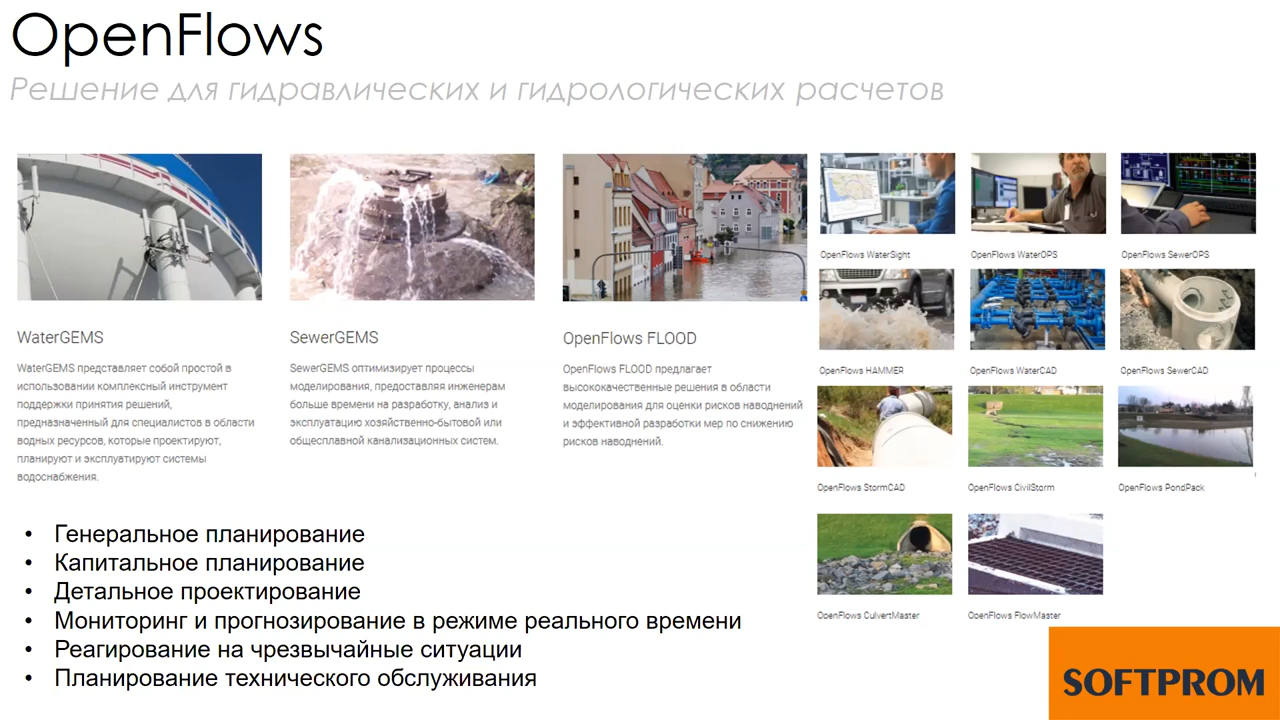 OpenFlows
Решение для гидравлических и гидрологических расчетов
WaterGEMS
WaterGEMS представляет собой простой в
использовании комплексный инструмент
поддержки принятия решений,
предназначенный для специалистов в области
водных ресурсов, которые проектируют,
планируют и эксплуатируют системы
водоснабжения.
SewerGEMS
SewerGEMS оптимизирует процессы
моделирования, предоставляя инженерам
больше времени на разработку, анализ и
эксплуатацию хозяйственно-бытовой или
общесплавной канализационных систем.
OpenFlows FLOOD
OpenFlows FLOOD предлагает
высококачественные решения в области
моделирования для оценки рисков наводнений
и эффективной разработки мер по снижению
рисков наводнений.
OpenFlows WaterSight
OpenFlows WaterOPS
OpenFlows SewerOPS
OpenFlows HAMMER
OpenFlows WaterCAD
OpenFlows SewerCAD
OpenFlows StormCAD
OpenFlows CivilStorm
OpenFlows PondPack
OpenFlows CulvertMaster
OpenFlows FlowMaster
• Генеральное планирование
• Капитальное планирование
• Детальное проектирование
• Мониторинг и прогнозирование в режиме реального времени
• Реагирование на чрезвычайные ситуации
• Планирование технического обслуживания
SOFTPROM